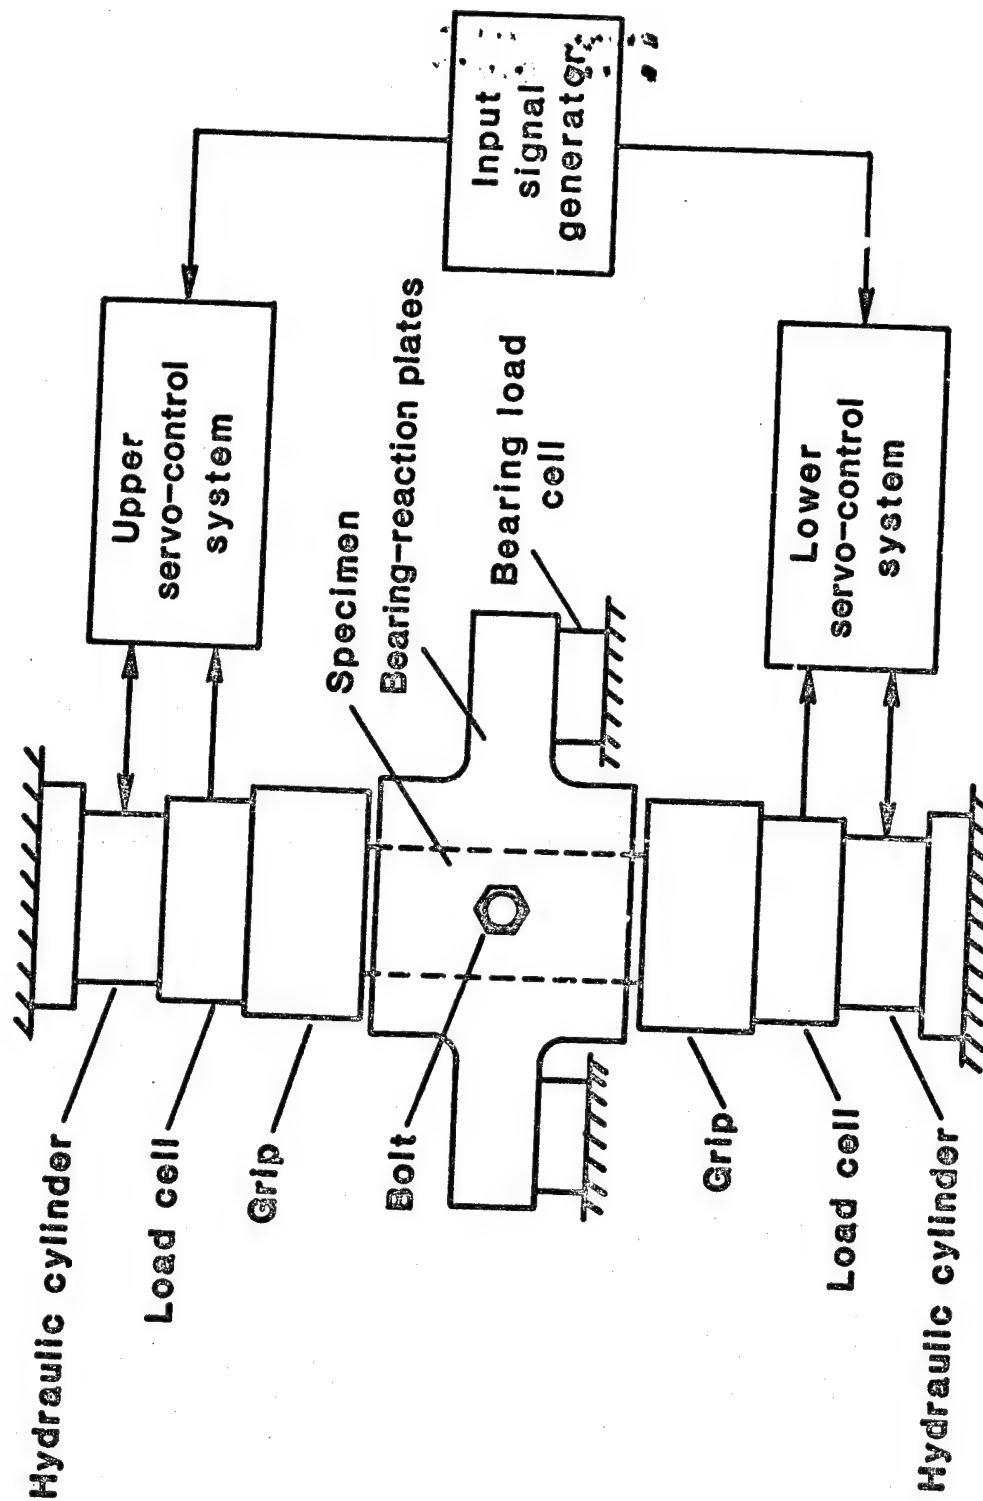 Hydraulic cylinder
Load cell
Grip
Bolt
Grip
Load cell
Hydraulic cylinder
Upper
servo-control
system
Specimen
Bearing-reaction plates
Bearing load
cell
Lower
servo-control
system
Input
signal
generator